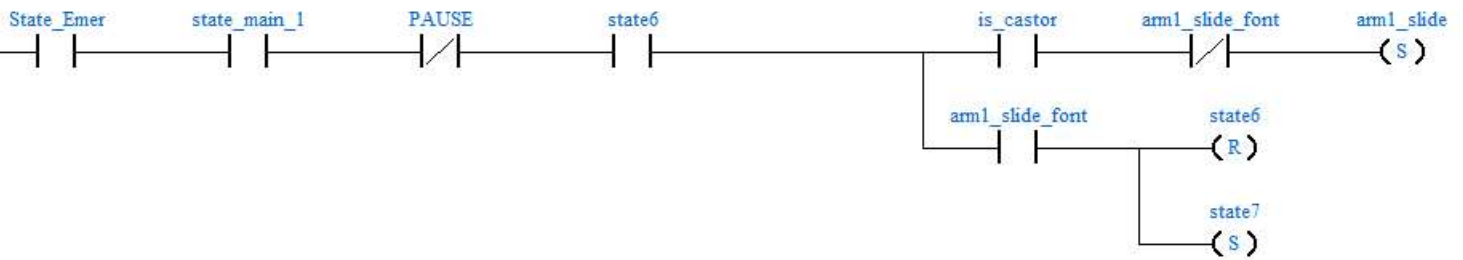 State_Emer state_main_1 PAUSE state6 is_castor arm1_slide_font arm1_slide
S
arm1_slide_font state6
R
state7
S